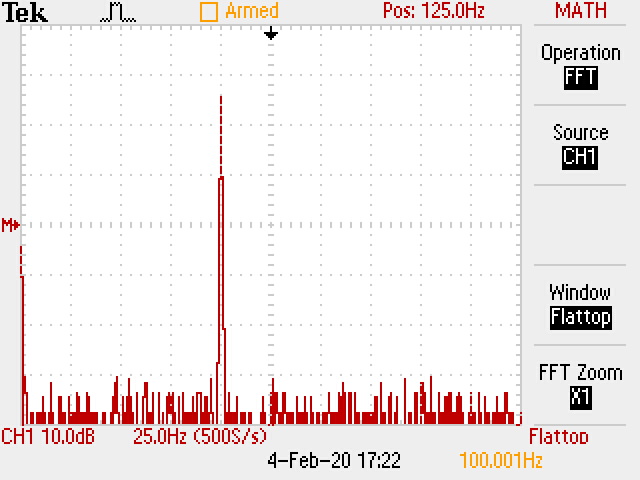 Tek Armed Pos: 125.0Hz MATH
Operation
FFT
Source
CH1
M
Window
Flattop
FFT Zoom
X1
CH1 10.0dB 25.0Hz (500S/s) Flattop
4-Feb-20 17:22 100.001Hz